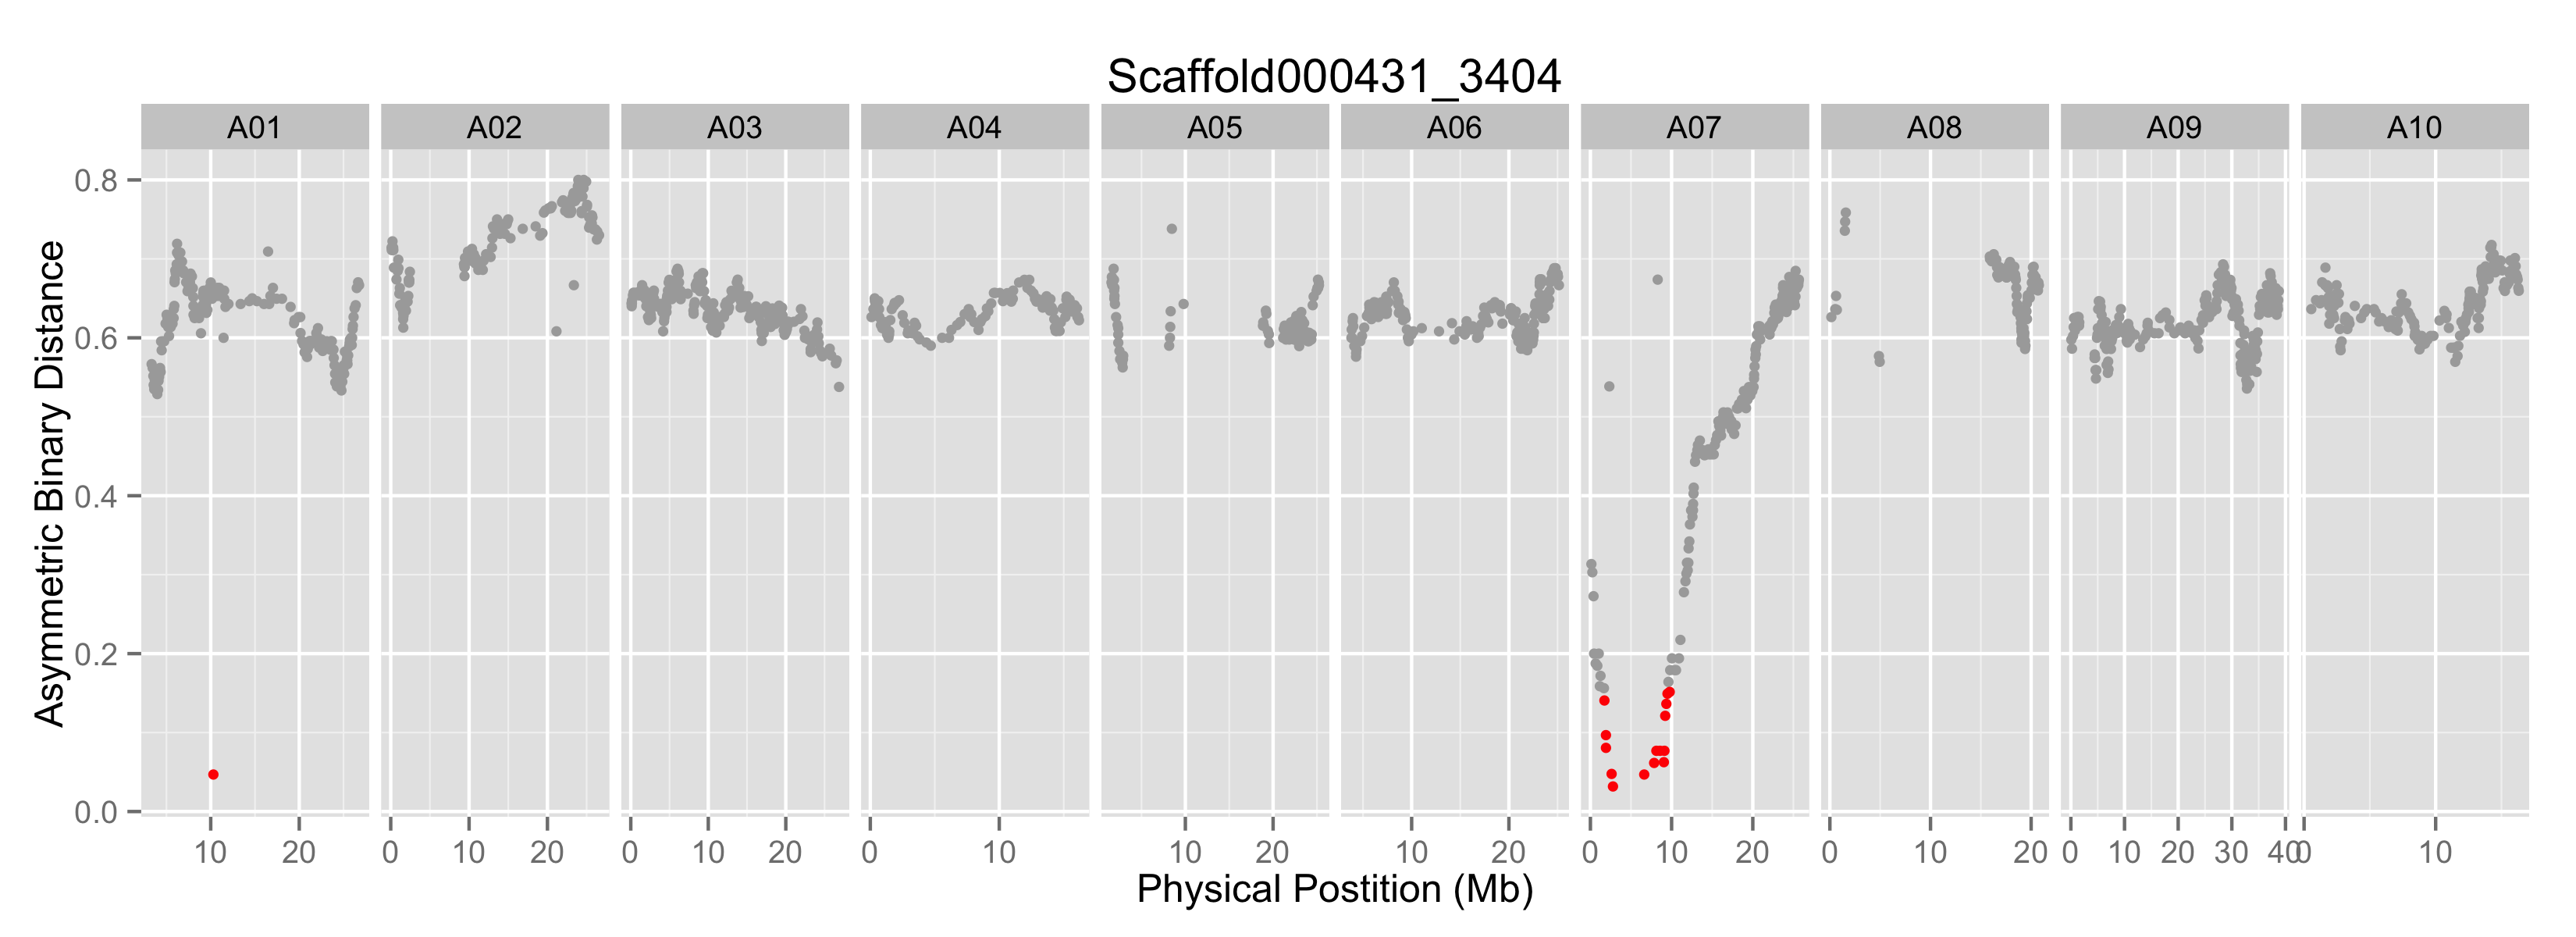 Scaffold000431_3404
A01 A02 A03 A04 A05 A06 A07 A08 A09 A10
Asymmetric Binary Distance
0.8
0.6
0.4
0.2
0.0
10 20 0 10 20 0 10 20 0 10 10 20 10 20 0 10 20 0 10 20 0 10 20 30 40 0 10
Physical Postition (Mb)